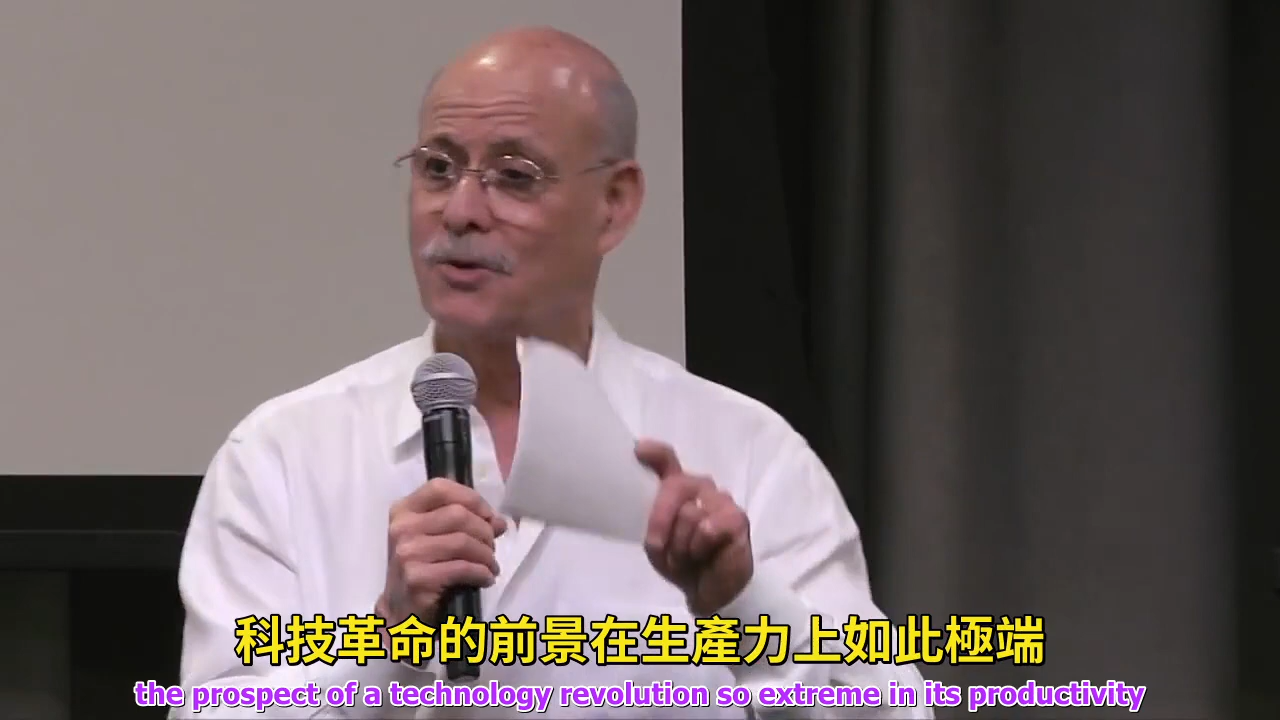 科技革命的前景在生產力上如此極端
the prospect of a technology revolution so extreme in its productivity